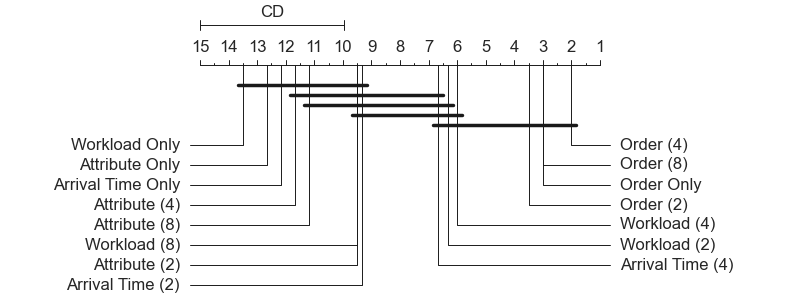 CD
15 14 13 12 11 10 9 8 7 6 5 4 3 2 1
Workload Only
Attribute Only
Arrival Time Only
Attribute (4)
Attribute (8)
Workload (8)
Attribute (2)
Arrival Time (2)
Order (4)
Order (8)
Order Only
Order (2)
Workload (4)
Workload (2)
Arrival Time (4)